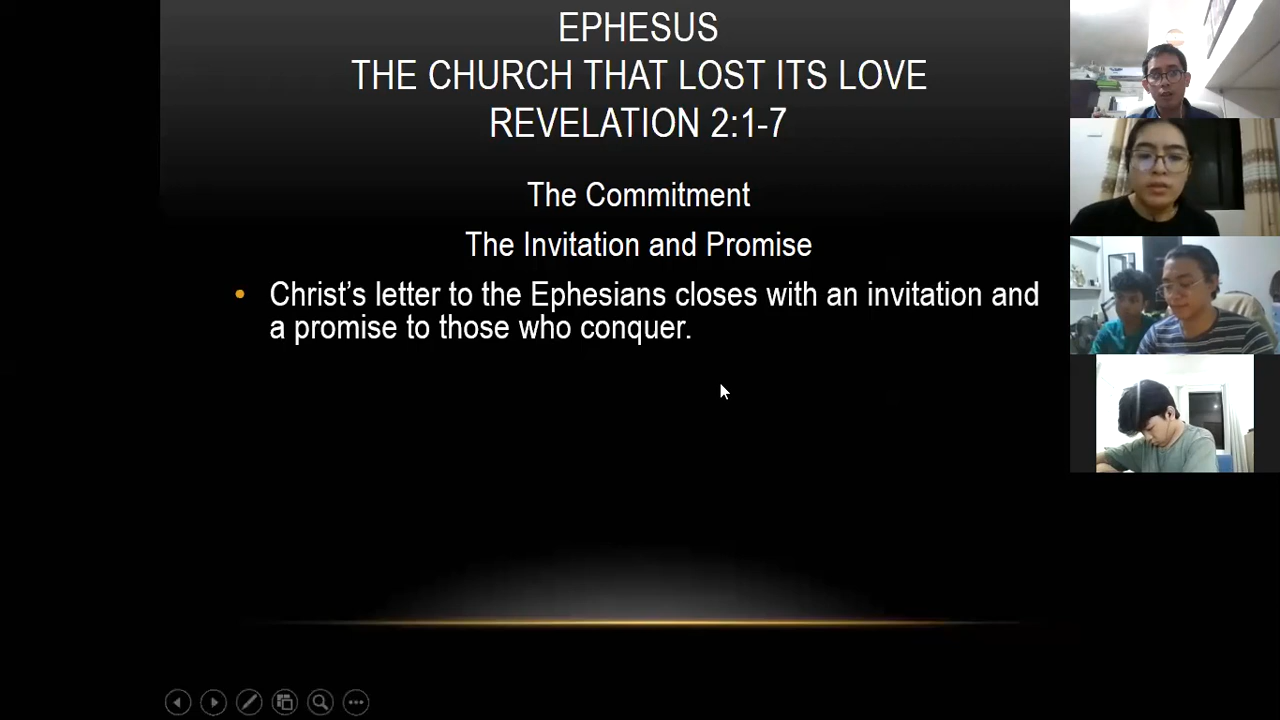 EPHESUS
THE CHURCH THAT LOST ITS LOVE
REVELATION 2:1-7
The Commitment
The Invitation and Promise
• Christ’s letter to the Ephesians closes with an invitation and
a promise to those who conquer.